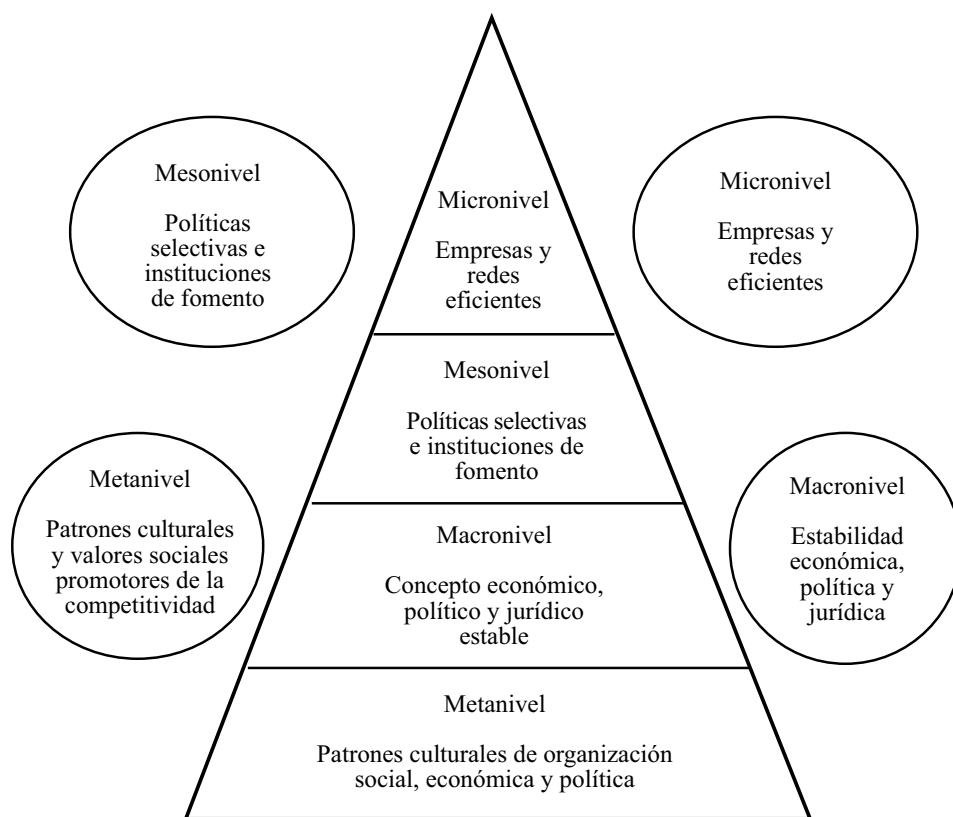 Mesonivel
Políticas
selectivas e
instituciones
de fomento
Micronivel
Empresas y
redes
eficientes
Micronivel
Empresas y
redes
eficientes
Mesonivel
Políticas selectivas
e instituciones de
fomento
Metanivel
Patrones culturales
y valores sociales
promotores de la
competitividad
Macronivel
Concepto económico,
político y jurídico
estable
Macronivel
Estabilidad
económica,
política y
jurídica
Metanivel
Patrones culturales de organización
social, económica y política